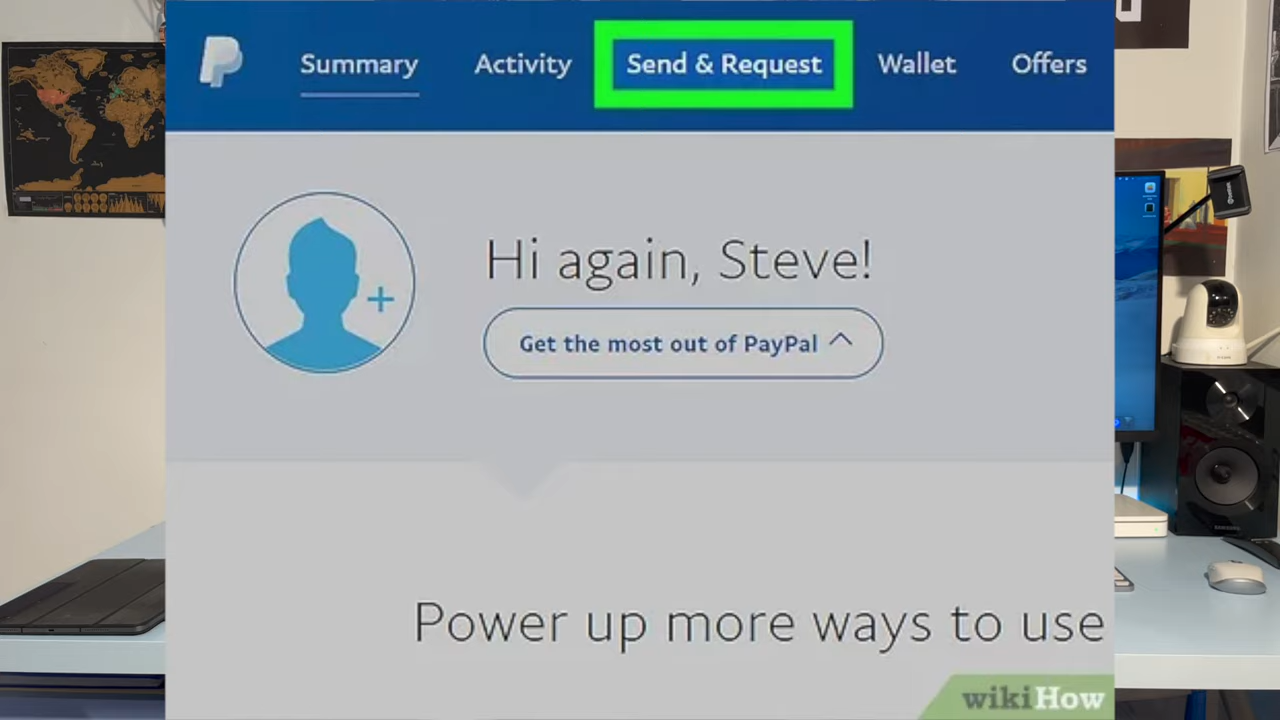 Summary Activity Send & Request Wallet Offers
Hi again, Steve!
Get the most out of PayPal
Power up more ways to use
wikiHow
SAMSUNG